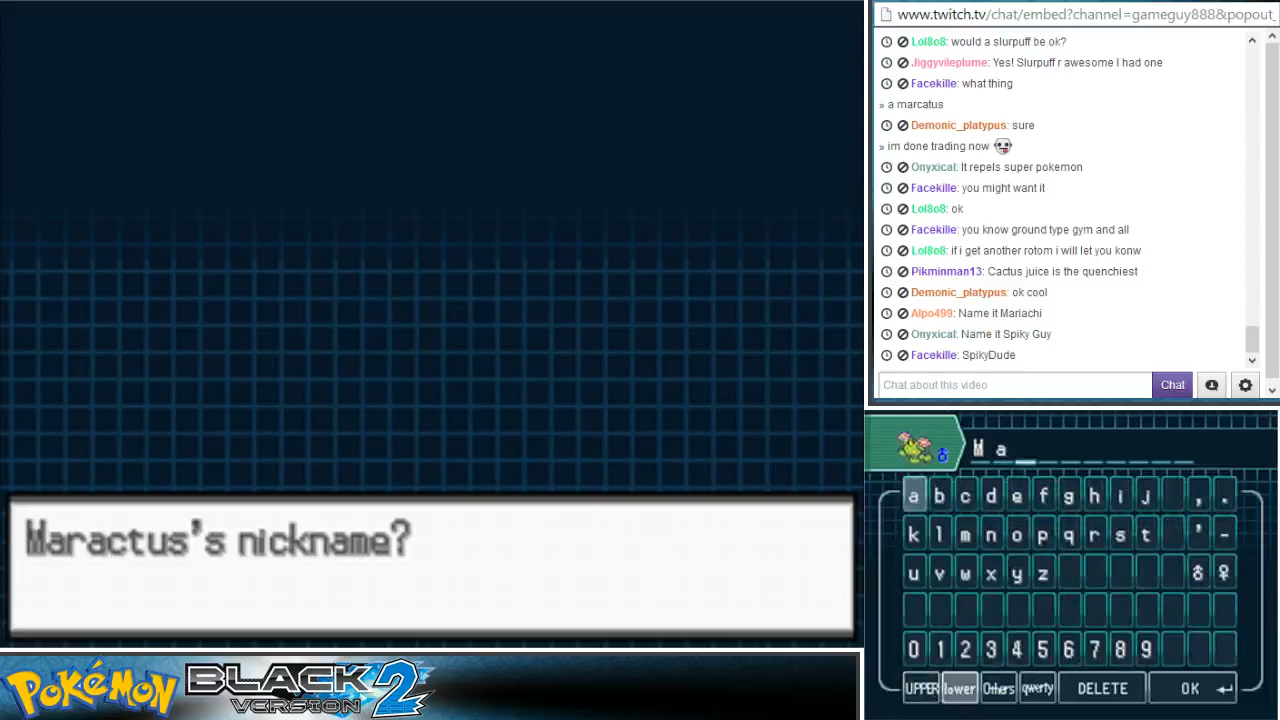 www.twitch.tv/chat/embed?channel=gameguy888&popout_
Lol8o8: would a slurpuff be ok?
Jiggyvileplume: Yes! Slurpuff r awesome I had one
Facekille: what thing
» a marcatus
Demonic_platypus: sure
» im done trading now
Onyxical: It repels super pokemon
Facekille: you might want it
Lol8o8: ok
Facekille: you know ground type gym and all
Lol8o8: if i get another rotom i will let you konw
Pikminman13: Cactus juice is the quenchiest
Demonic_platypus: ok cool
Alpo499: Name it Mariachi
Onyxical: Name it Spiky Guy
Facekille: SpikyDude
Chat about this video
Chat
Ma
a b c d e f g h i j , .
k l m n o p q r s t ' -
u v w x y z ♂ ♀
0 1 2 3 4 5 6 7 8 9
UPPER lower Others qwerty DELETE OK
Maractus's nickname?
POKéMON BLACK 2
VERSION